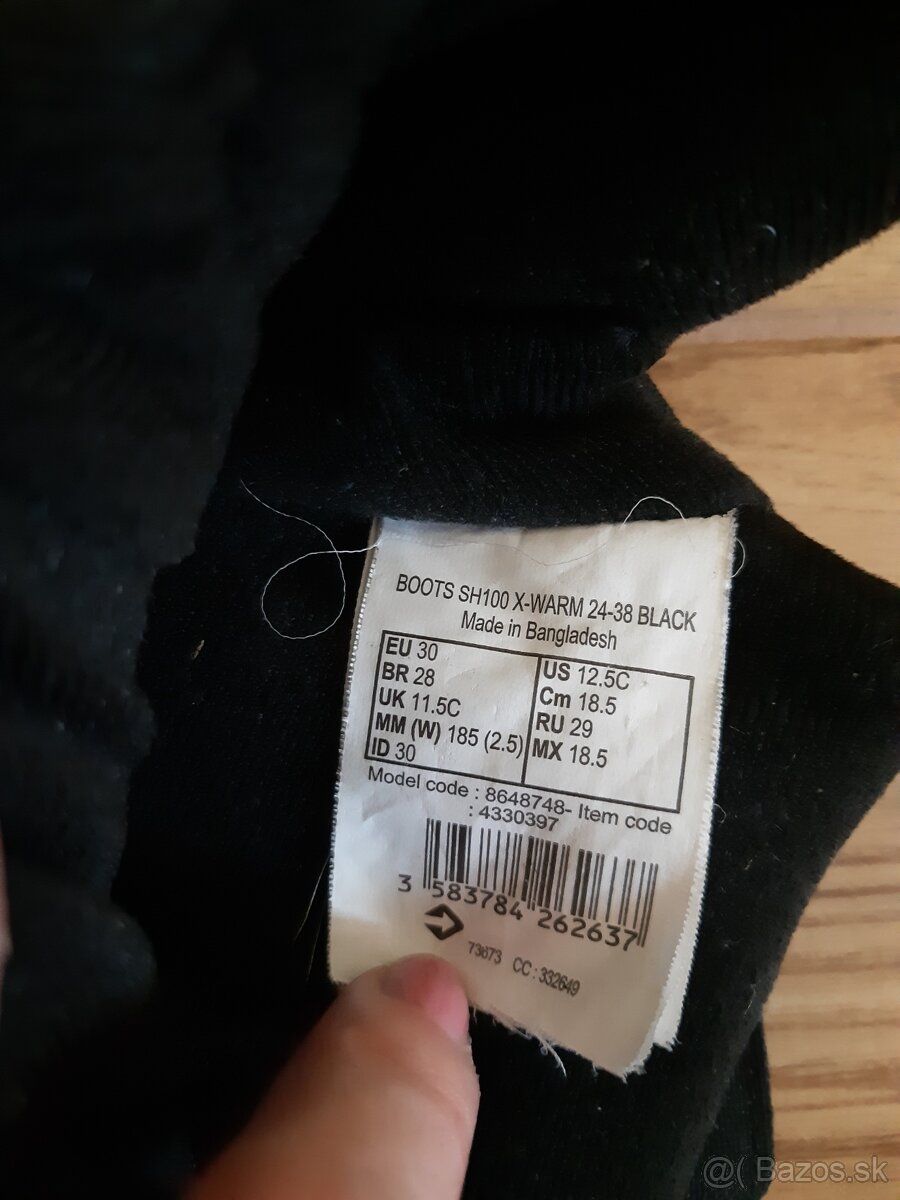 BOOTS SH100 X-WARM 24-38 BLACK
Made in Bangladesh
EU 30
BR 28
UK 11.5C
MM (W) 185 (2.5)
ID 30
US 12.5C
Cm 18.5
RU 29
MX 18.5
Model code : 8648748- Item code
: 4330397
3 583784 262637
73673 CC : 332649
@( Bazos.sk